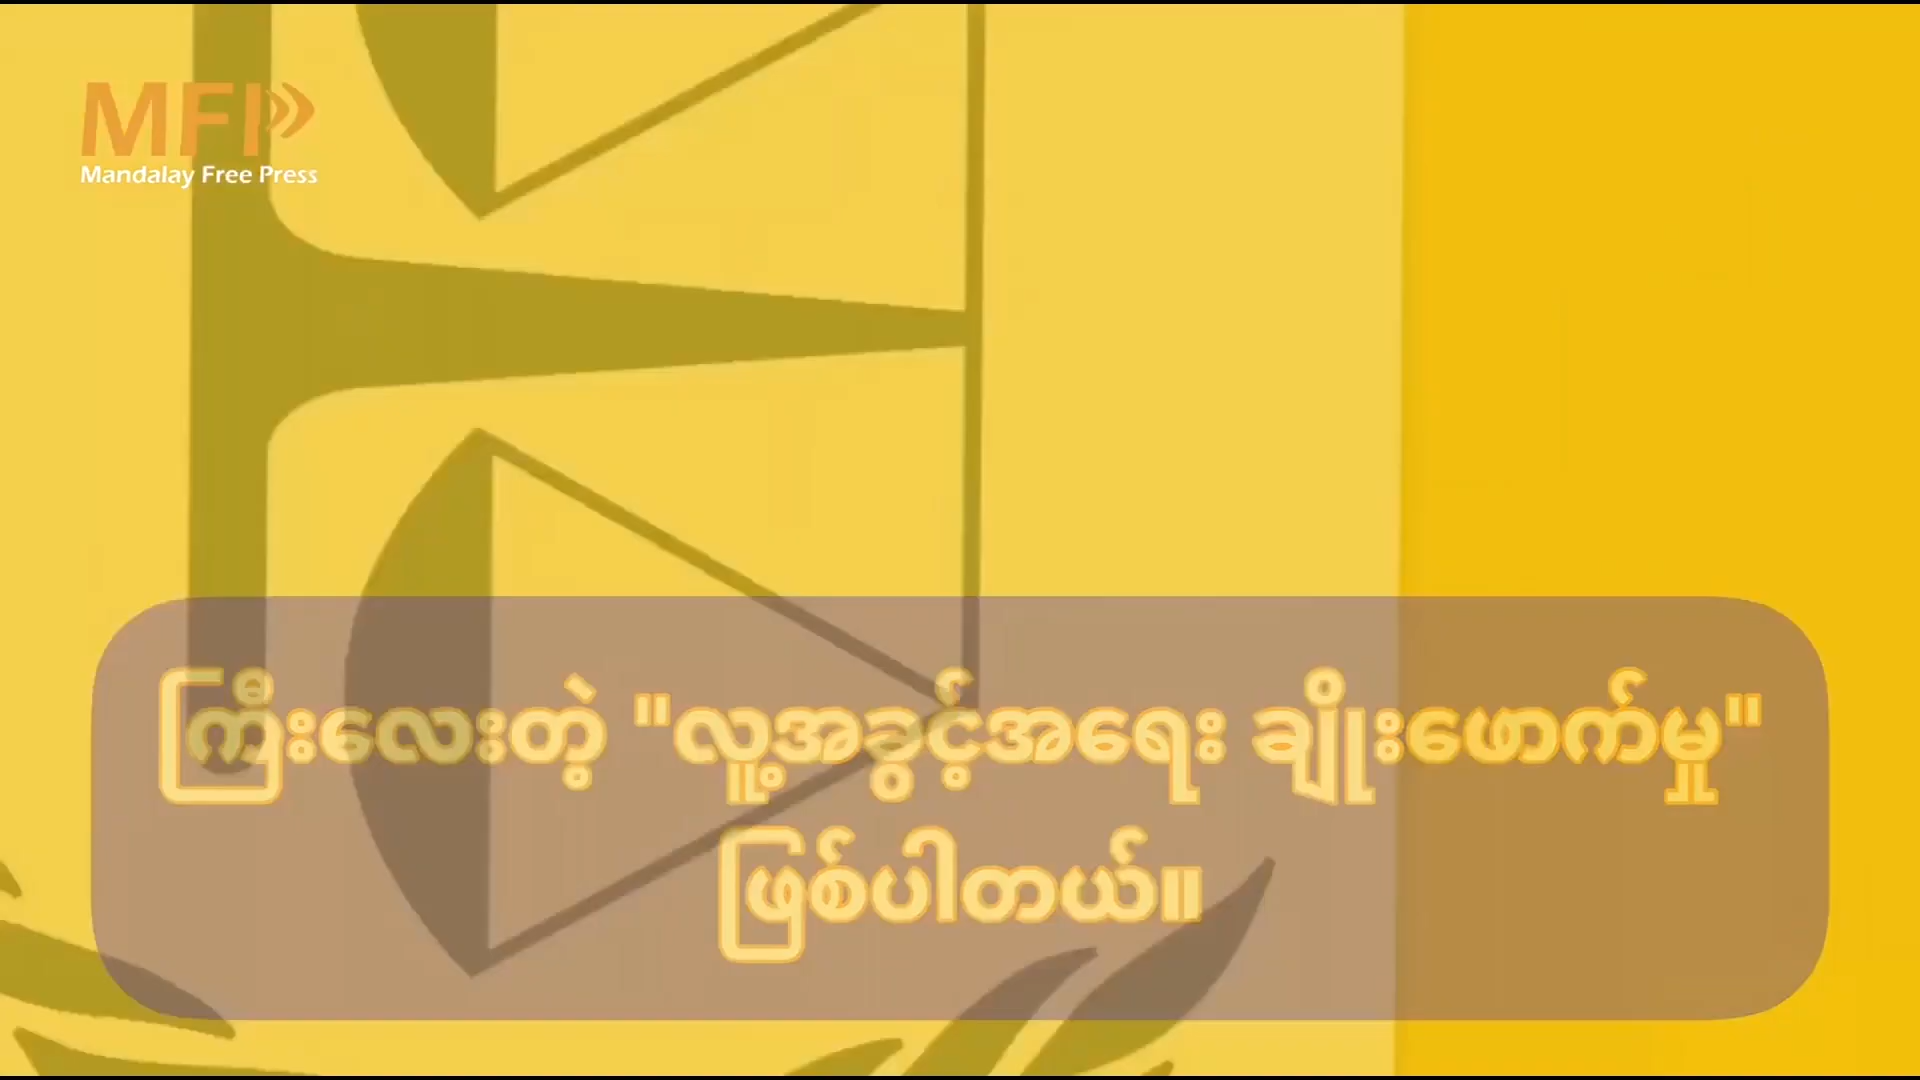 MFP
Mandalay Free Press
ကြီးလေးတဲ့ "လူ့အခွင့်အရေး ချိုးဖောက်မှု"
ဖြစ်ပါတယ်။